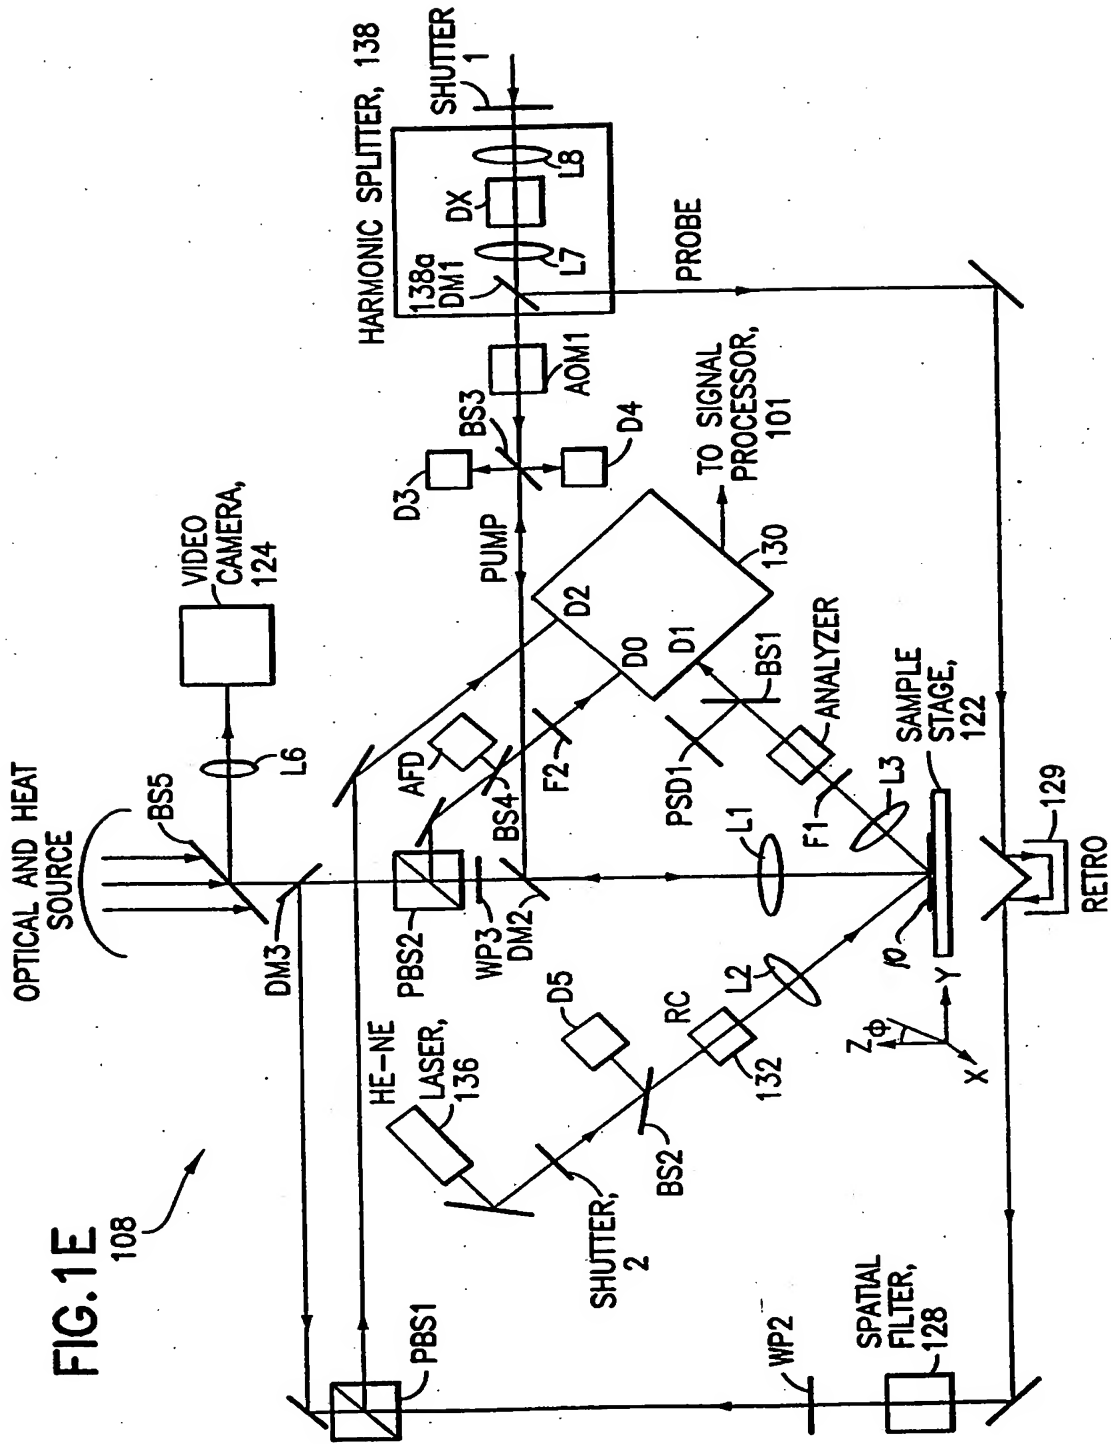 FIG.1E
108
OPTICAL AND HEAT
SOURCE
BS5
VIDEO
CAMERA,
124
L6
DM3
HARMONIC SPLITTER, 138
SHUTTER
1
138a
DM1
DX
L7
L8
AOM1
BS3
D3
D4
PUMP
PROBE
PBS2
WP3
DM2
AFD
BS4
F2
D2
D0
D1
130
TO SIGNAL
PROCESSOR,
101
HE-NE
LASER,
136
D5
SHUTTER,
2
BS2
RC
132
L2
L1
PSD1
BS1
ANALYZER
F1
L3
SAMPLE
STAGE,
122
10
Z
Φ
Y
X
129
RETRO
PBS1
WP2
SPATIAL
FILTER,
128